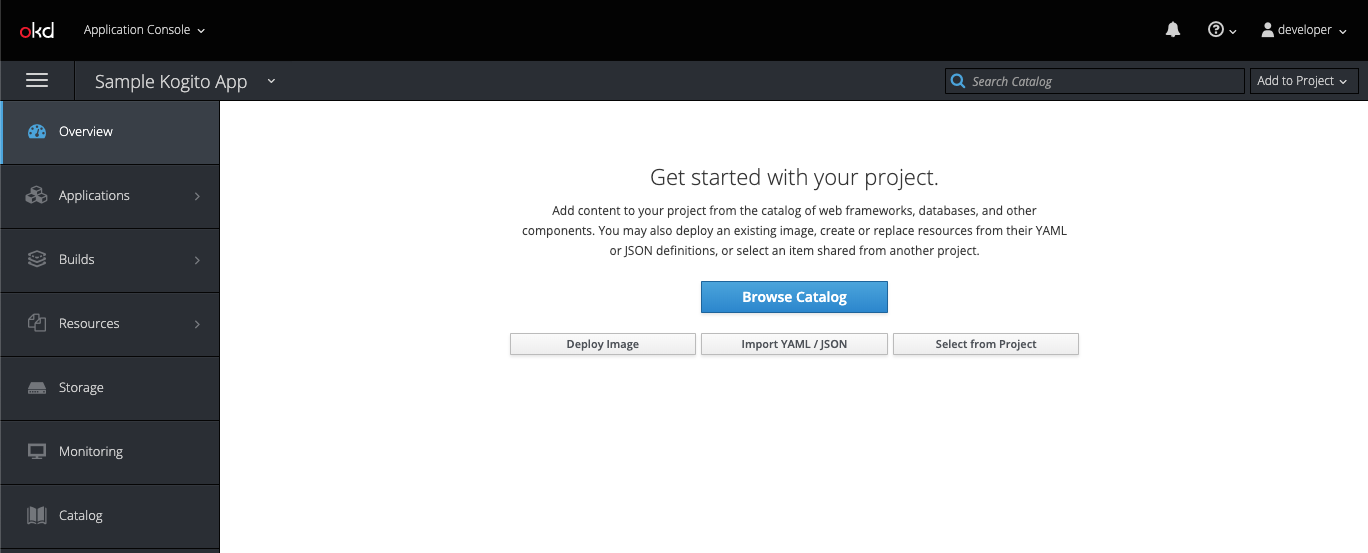 okd
Application Console
developer
Sample Kogito App
Search Catalog
Add to Project
Overview
Applications
Builds
Resources
Storage
Monitoring
Catalog
Get started with your project.
Add content to your project from the catalog of web frameworks, databases, and other
components. You may also deploy an existing image, create or replace resources from their YAML
or JSON definitions, or select an item shared from another project.
Browse Catalog
Deploy Image
Import YAML / JSON
Select from Project